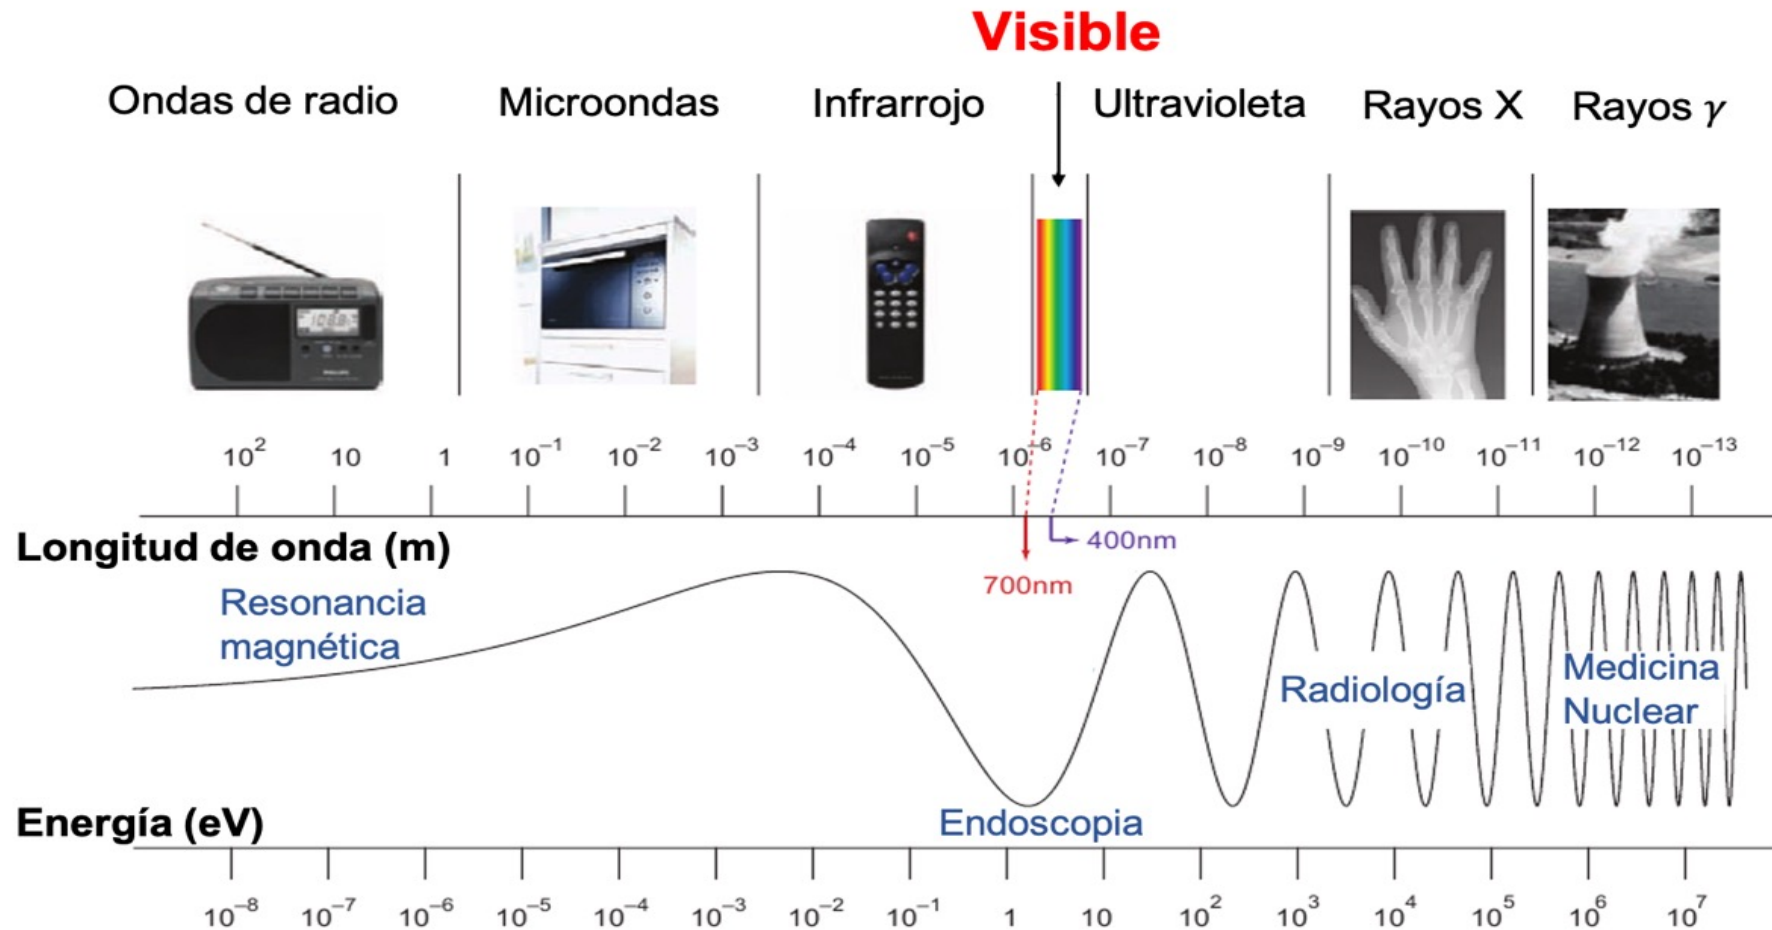 Visible
Ondas de radio Microondas Infrarrojo Ultravioleta Rayos X Rayos γ
10² 10 1 10⁻¹ 10⁻² 10⁻³ 10⁻⁴ 10⁻⁵ 10⁻⁶ 10⁻⁷ 10⁻⁸ 10⁻⁹ 10⁻¹⁰ 10⁻¹¹ 10⁻¹² 10⁻¹³
Longitud de onda (m)
400nm
700nm
Resonancia
magnética
Radiología
Medicina
Nuclear
Endoscopia
Energía (eV)
10⁻⁸ 10⁻⁷ 10⁻⁶ 10⁻⁵ 10⁻⁴ 10⁻³ 10⁻² 10⁻¹ 1 10 10² 10³ 10⁴ 10⁵ 10⁶ 10⁷